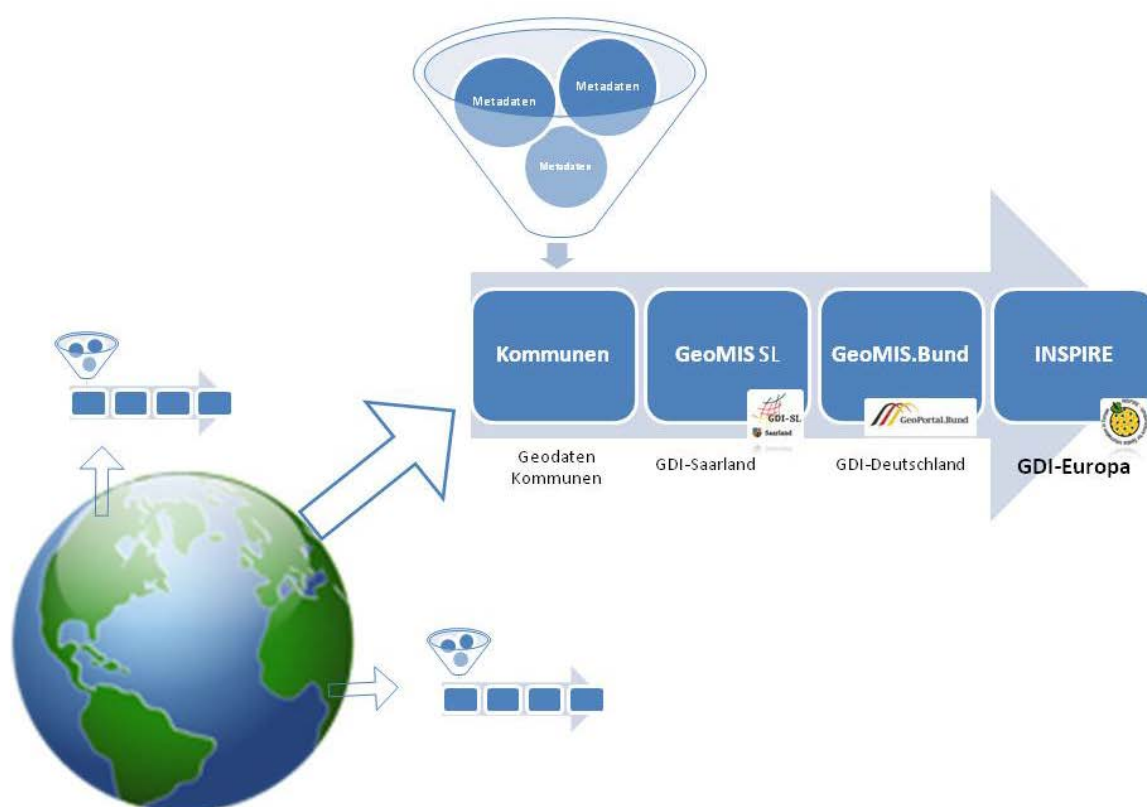 Metadaten
Metadaten
Metadaten
Kommunen
GeoMIS SL
GeoMIS.Bund
INSPIRE
GDI-SL
Saarland
GeoPortal.Bund
Geodaten
Kommunen
GDI-Saarland
GDI-Deutschland
GDI-Europa